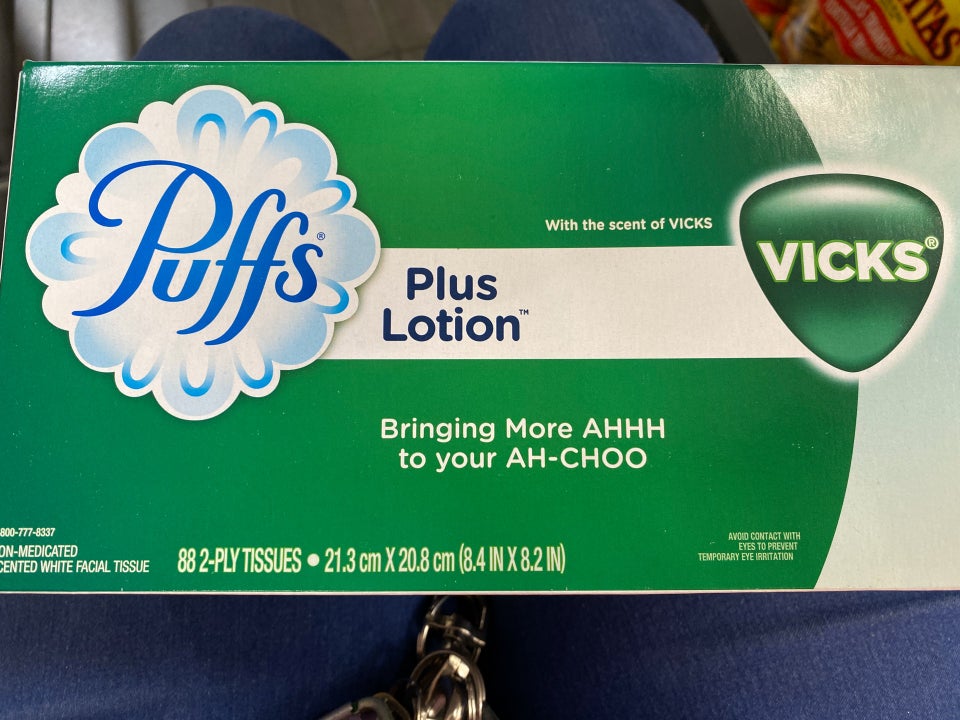 Puffs®
With the scent of VICKS
VICKS®
Plus
Lotion™
Bringing More AHHH
to your AH-CHOO
800-777-8337
ON-MEDICATED
CENTED WHITE FACIAL TISSUE
88 2-PLY TISSUES • 21.3 cm X 20.8 cm (8.4 IN X 8.2 IN)
AVOID CONTACT WITH
EYES TO PREVENT
TEMPORARY EYE IRRITATION